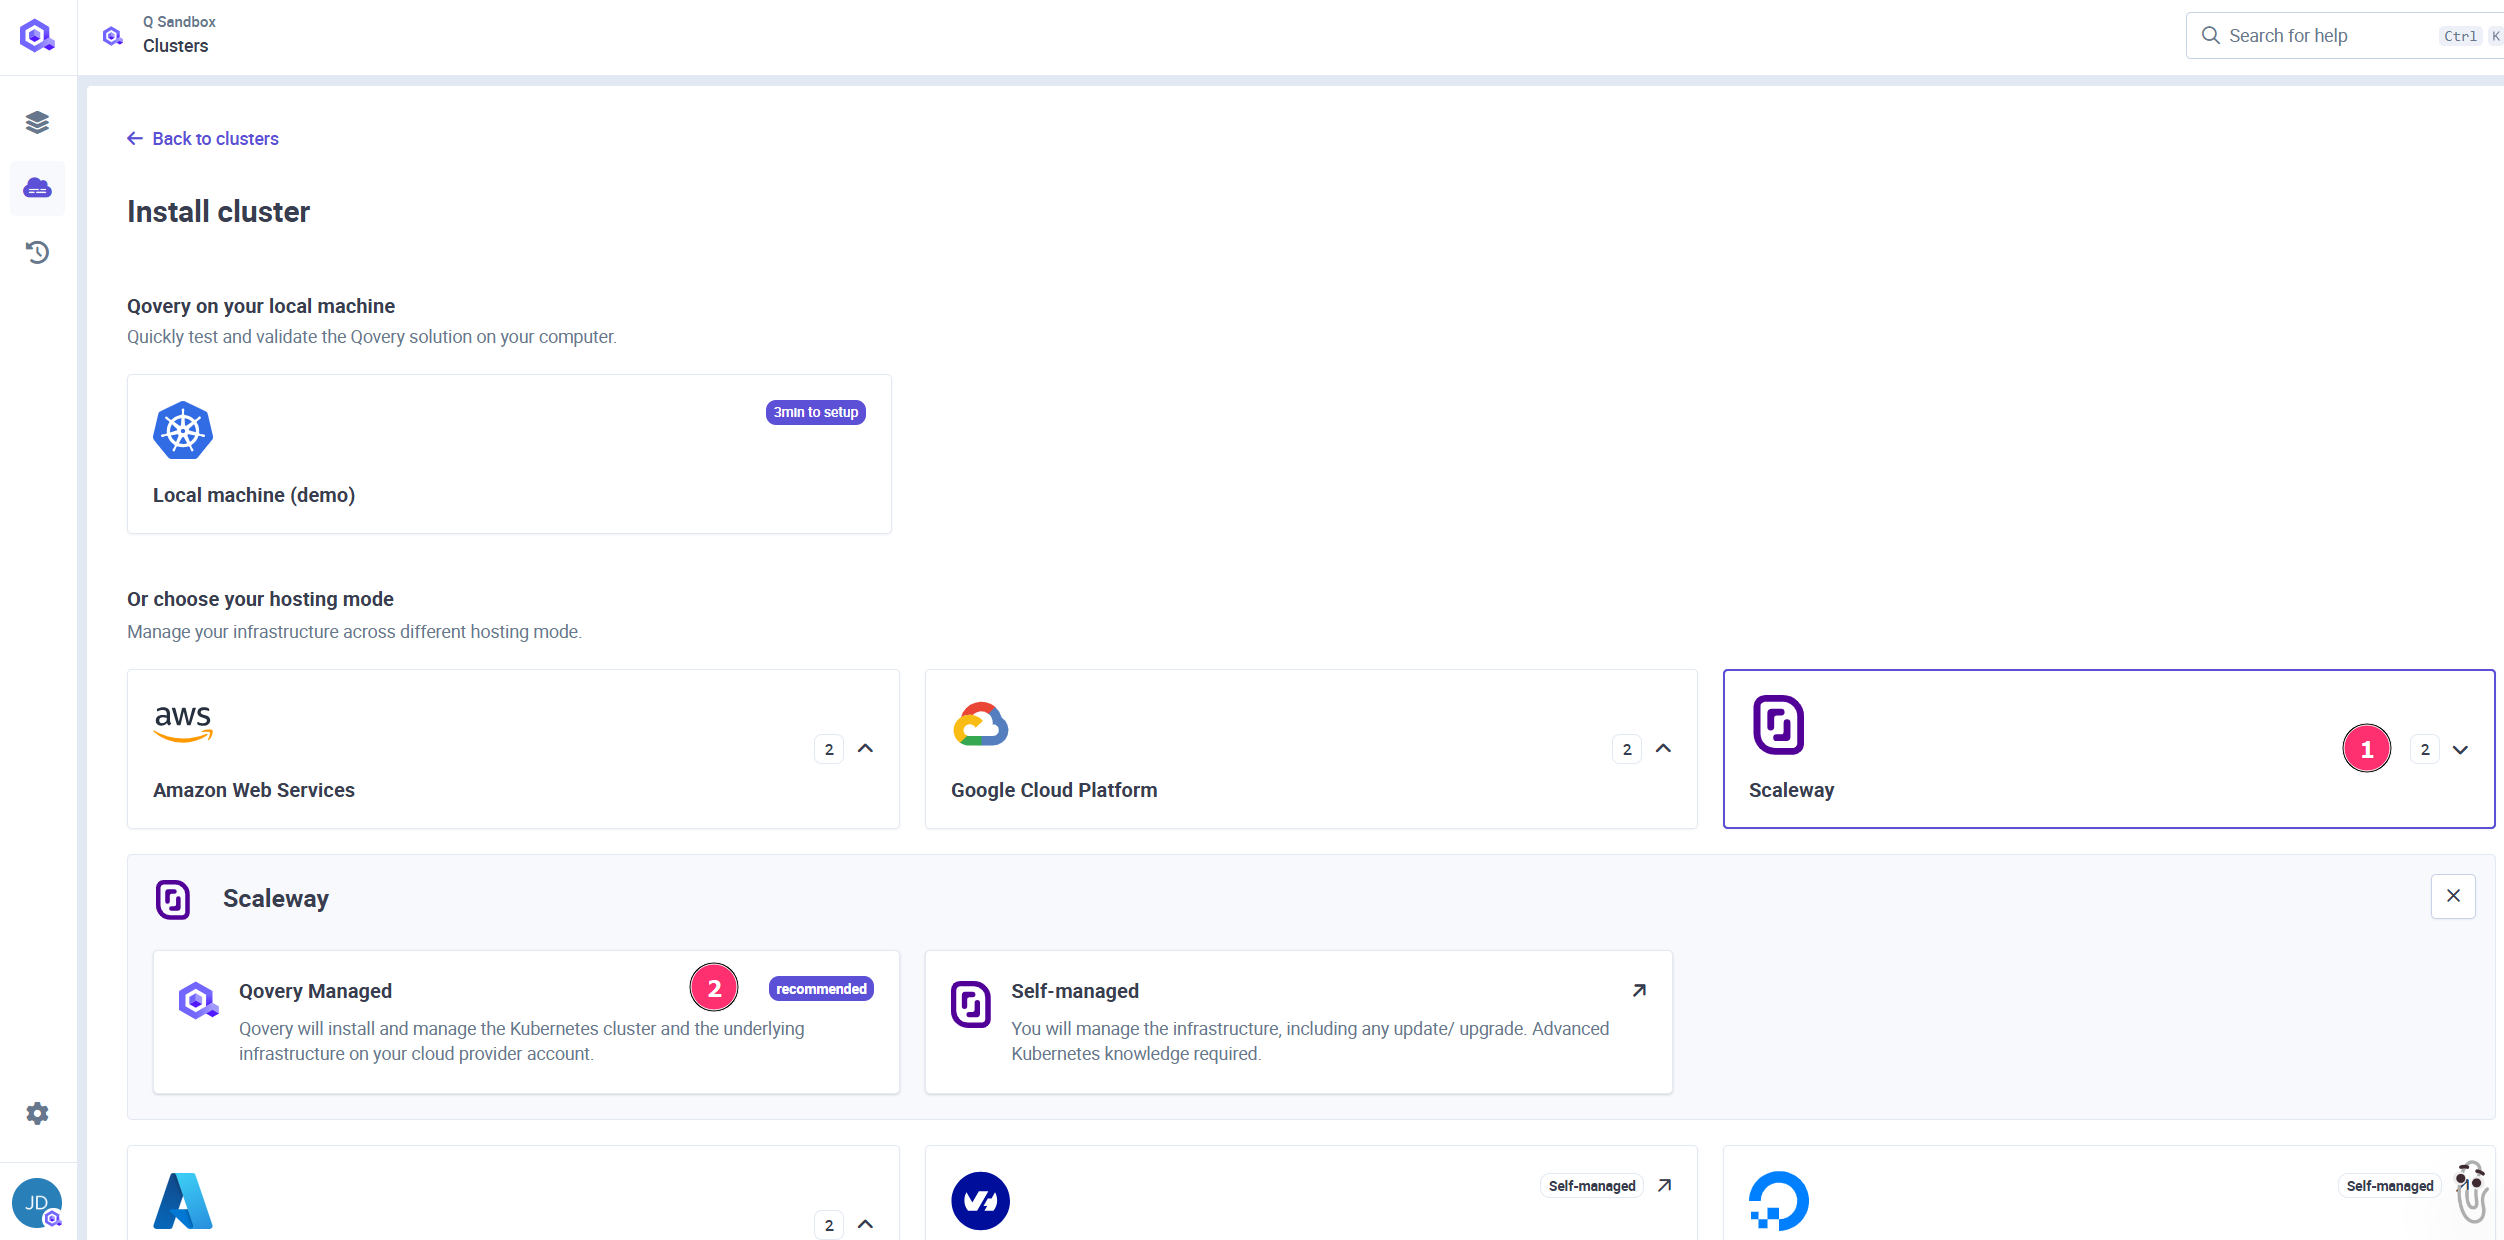 Q Sandbox
Clusters
Search for help
Ctrl K
Back to clusters
Install cluster
Qovery on your local machine
Quickly test and validate the Qovery solution on your computer.
3min to setup
Local machine (demo)
Or choose your hosting mode
Manage your infrastructure across different hosting mode.
aws
2
Amazon Web Services
2
Google Cloud Platform
1
2
Scaleway
Scaleway
Qovery Managed
2
recommended
Qovery will install and manage the Kubernetes cluster and the underlying
infrastructure on your cloud provider account.
Self-managed
You will manage the infrastructure, including any update/ upgrade. Advanced
Kubernetes knowledge required.
2
Self-managed
Self-managed
JD